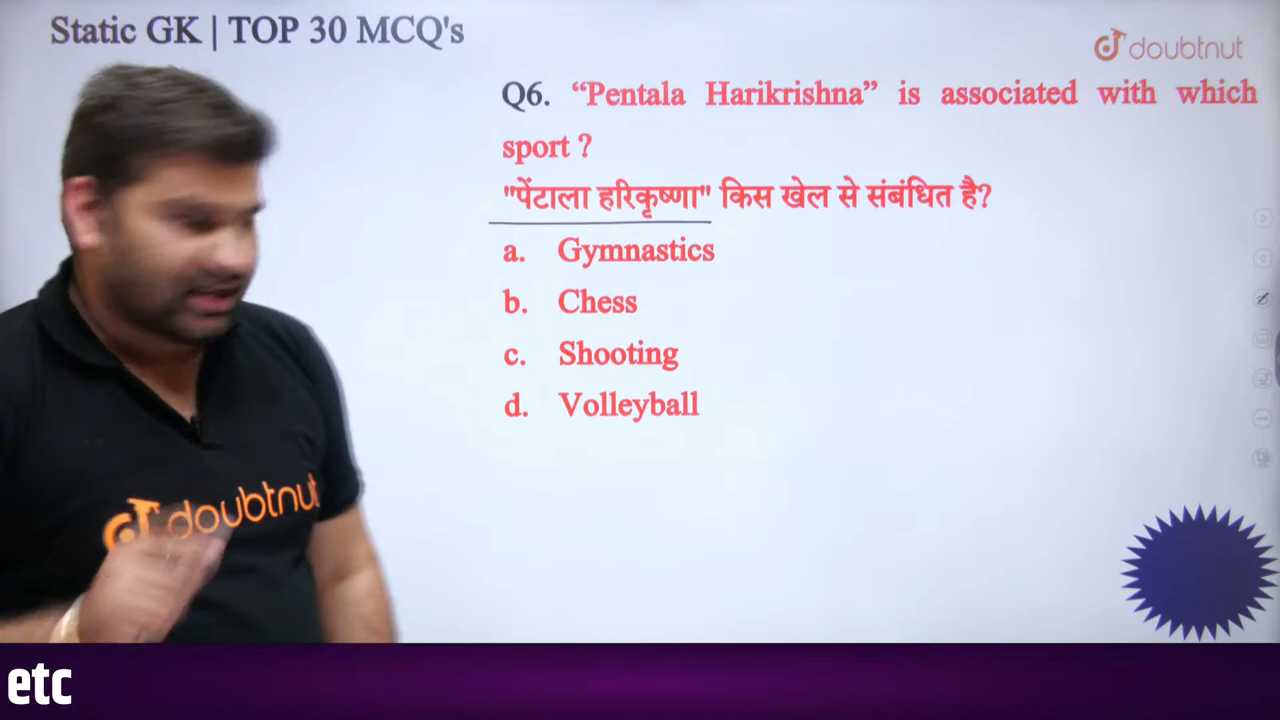 Static GK | TOP 30 MCQ's
doubtnut
Q6. “Pentala Harikrishna” is associated with which
sport ?
"पेंटाला हरिकृष्णा" किस खेल से संबंधित है?
a. Gymnastics
b. Chess
c. Shooting
d. Volleyball
doubtnut
etc